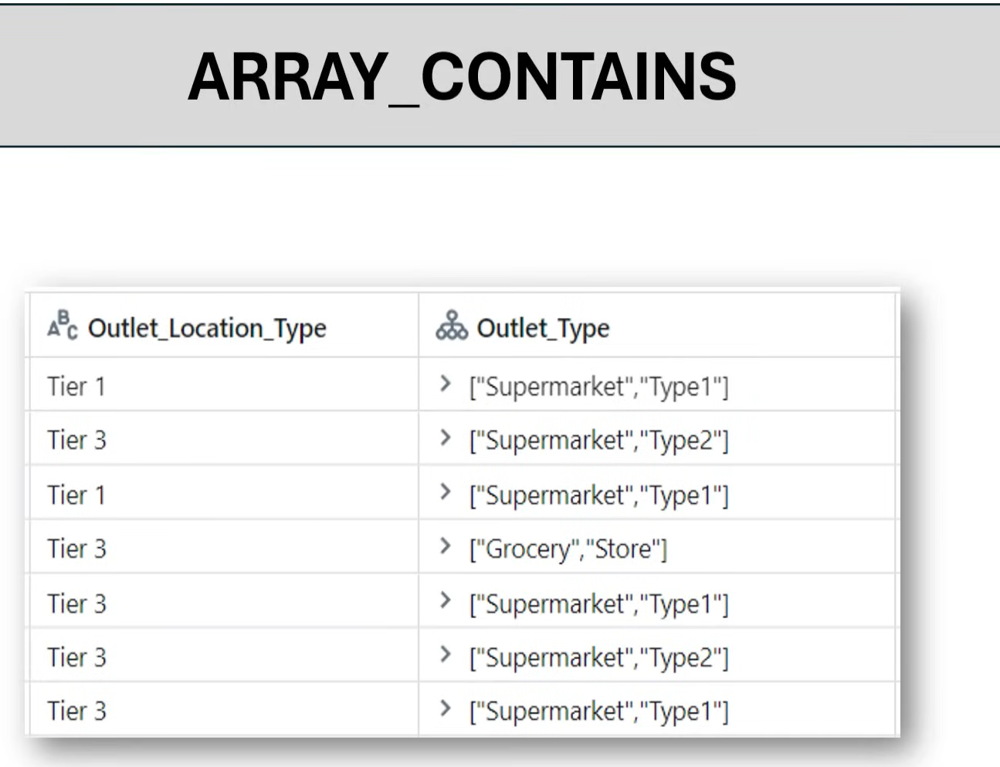 ARRAY_CONTAINS
ABC Outlet_Location_Type Outlet_Type
Tier 1 > ["Supermarket","Type1"]
Tier 3 > ["Supermarket","Type2"]
Tier 1 > ["Supermarket","Type1"]
Tier 3 > ["Grocery","Store"]
Tier 3 > ["Supermarket","Type1"]
Tier 3 > ["Supermarket","Type2"]
Tier 3 > ["Supermarket","Type1"]